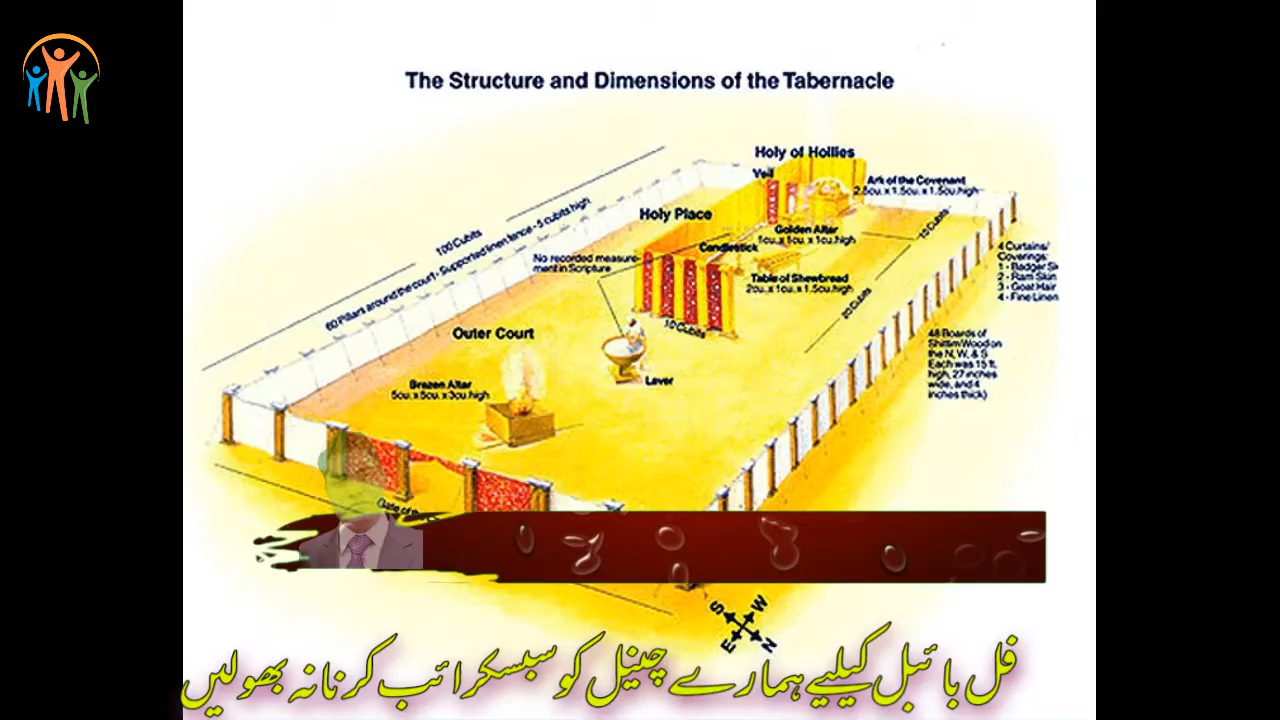 The Structure and Dimensions of the Tabernacle
Holy of Hollies
Veil
Ark of the Covenant
2.5cu. x 1.5cu. x 1.5cu. high
Holy Place
100 Cubits
60 Pillars around the court - Supported linen fence - 5 cubits high
No recorded measure-
ment in Scripture
Candlestick
Golden Altar
1cu. x 1cu. x 1cu. high
Table of Shewbread
2cu. x 1cu. x 1.5cu. high
10 Cubits
10 Cubits
20 Cubits
4 Curtains/
Coverings:
1 - Badger Sk
2 - Ram Skin
3 - Goat Hair
4 - Fine Linen
48 Boards of
Shittim Wood on
the N, W, & S
Each was 15 ft.
high, 27 inches
wide, and 4
inches thick)
Outer Court
Laver
Brazen Altar
5cu. x 5cu. x 3cu. high
Gate of
S W
E N
فل بائبل کیلیے ہمارے چینل کو سبسکرائب کرنا نہ بھولیں